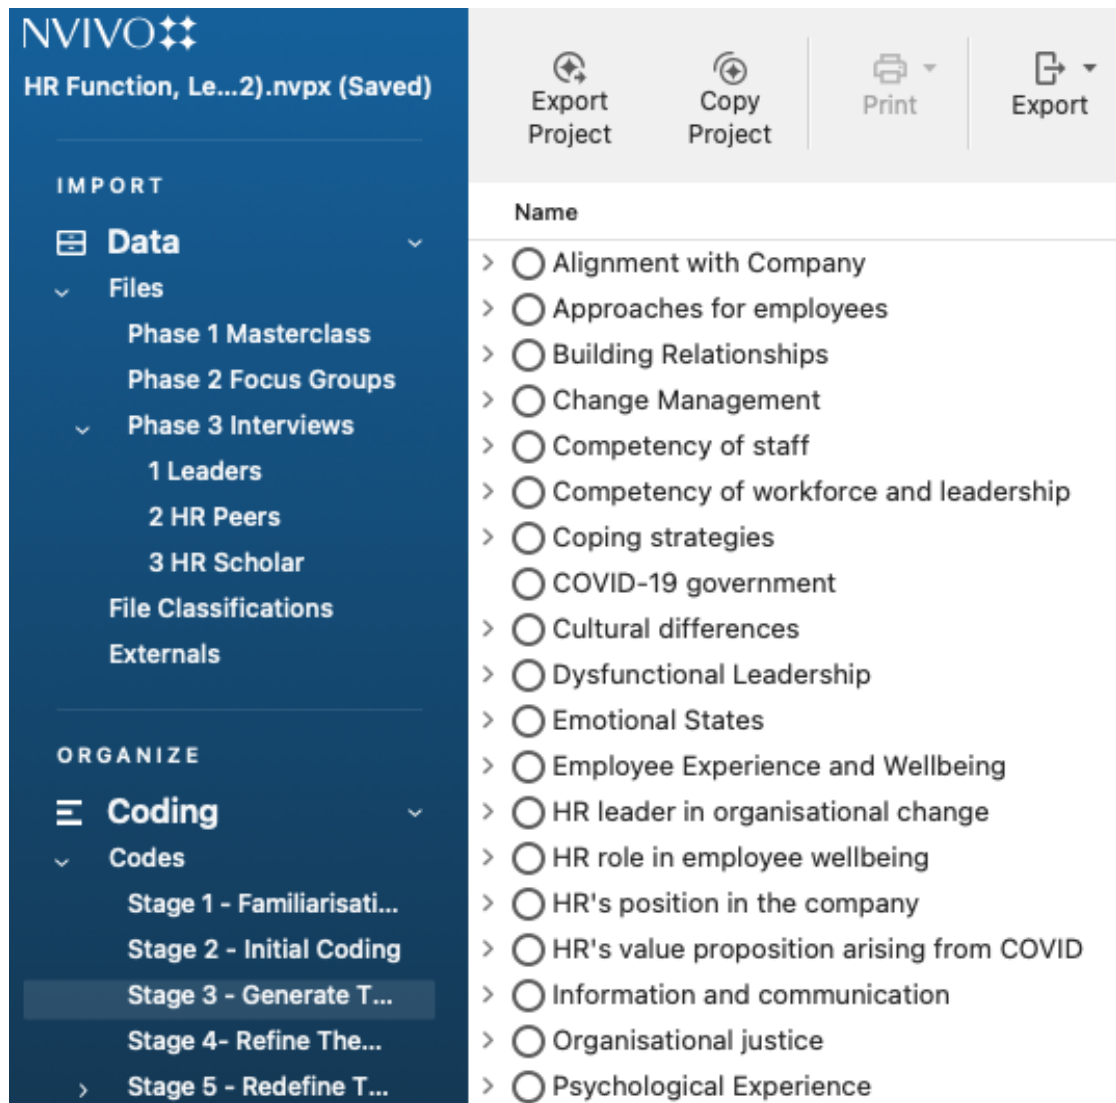 NVIVO
HR Function, Le...2).nvpx (Saved)
IMPORT
Data
Files
Phase 1 Masterclass
Phase 2 Focus Groups
Phase 3 Interviews
1 Leaders
2 HR Peers
3 HR Scholar
File Classifications
Externals
ORGANIZE
Coding
Codes
Stage 1 - Familiarisati...
Stage 2 - Initial Coding
Stage 3 - Generate T...
Stage 4- Refine The...
Stage 5 - Redefine T...
Export
Project
Copy
Project
Print
Export
Name
Alignment with Company
Approaches for employees
Building Relationships
Change Management
Competency of staff
Competency of workforce and leadership
Coping strategies
COVID-19 government
Cultural differences
Dysfunctional Leadership
Emotional States
Employee Experience and Wellbeing
HR leader in organisational change
HR role in employee wellbeing
HR's position in the company
HR's value proposition arising from COVID
Information and communication
Organisational justice
Psychological Experience